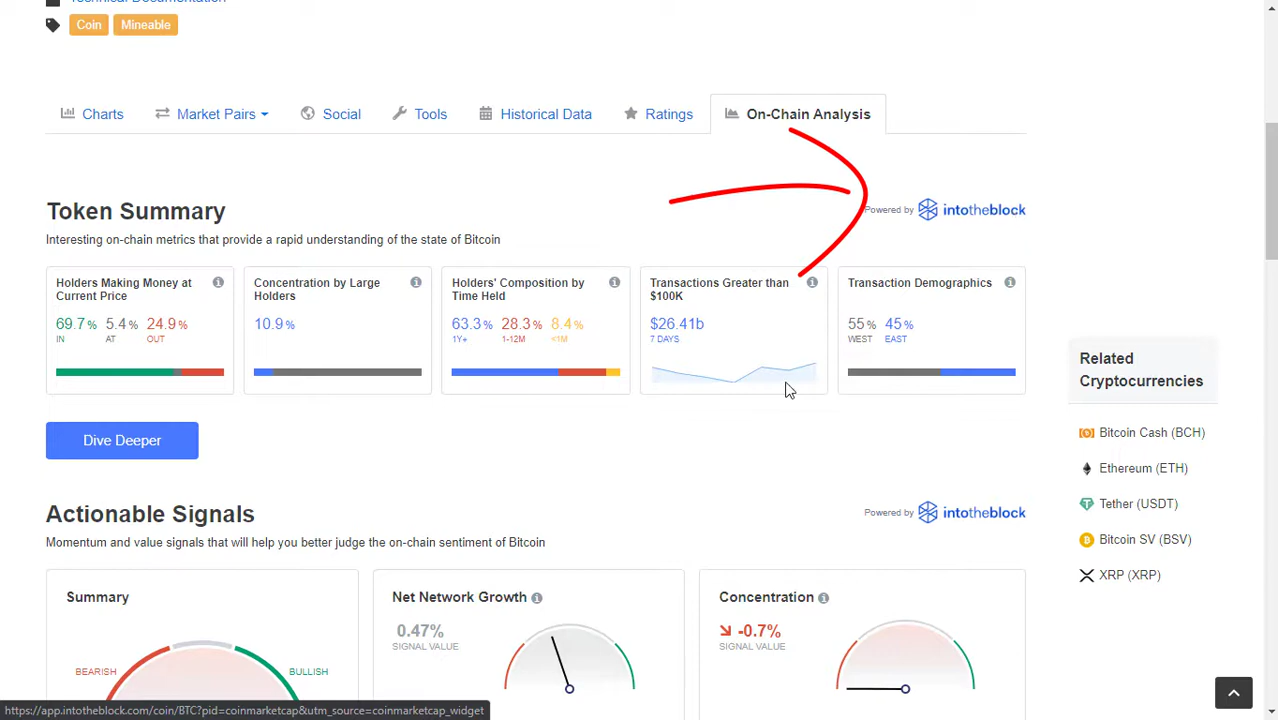 Technical Documentation
Coin Mineable
Charts Market Pairs Social Tools Historical Data Ratings On-Chain Analysis
Token Summary
Powered by intotheblock
Interesting on-chain metrics that provide a rapid understanding of the state of Bitcoin
Holders Making Money at
Current Price
69.7% 5.4% 24.9%
IN AT OUT
Concentration by Large
Holders
10.9%
Holders' Composition by
Time Held
63.3% 28.3% 8.4%
1Y+ 1-12M <1M
Transactions Greater than
$100K
$26.41b
7 DAYS
Transaction Demographics
55% 45%
WEST EAST
Dive Deeper
Related
Cryptocurrencies
Bitcoin Cash (BCH)
Ethereum (ETH)
Tether (USDT)
Bitcoin SV (BSV)
XRP (XRP)
Actionable Signals
Powered by intotheblock
Momentum and value signals that will help you better judge the on-chain sentiment of Bitcoin
Summary
BEARISH BULLISH
Net Network Growth
0.47%
SIGNAL VALUE
Concentration
-0.7%
SIGNAL VALUE
https://app.intotheblock.com/coin/BTC?pid=coinmarketcap&utm_source=coinmarketcap_widget